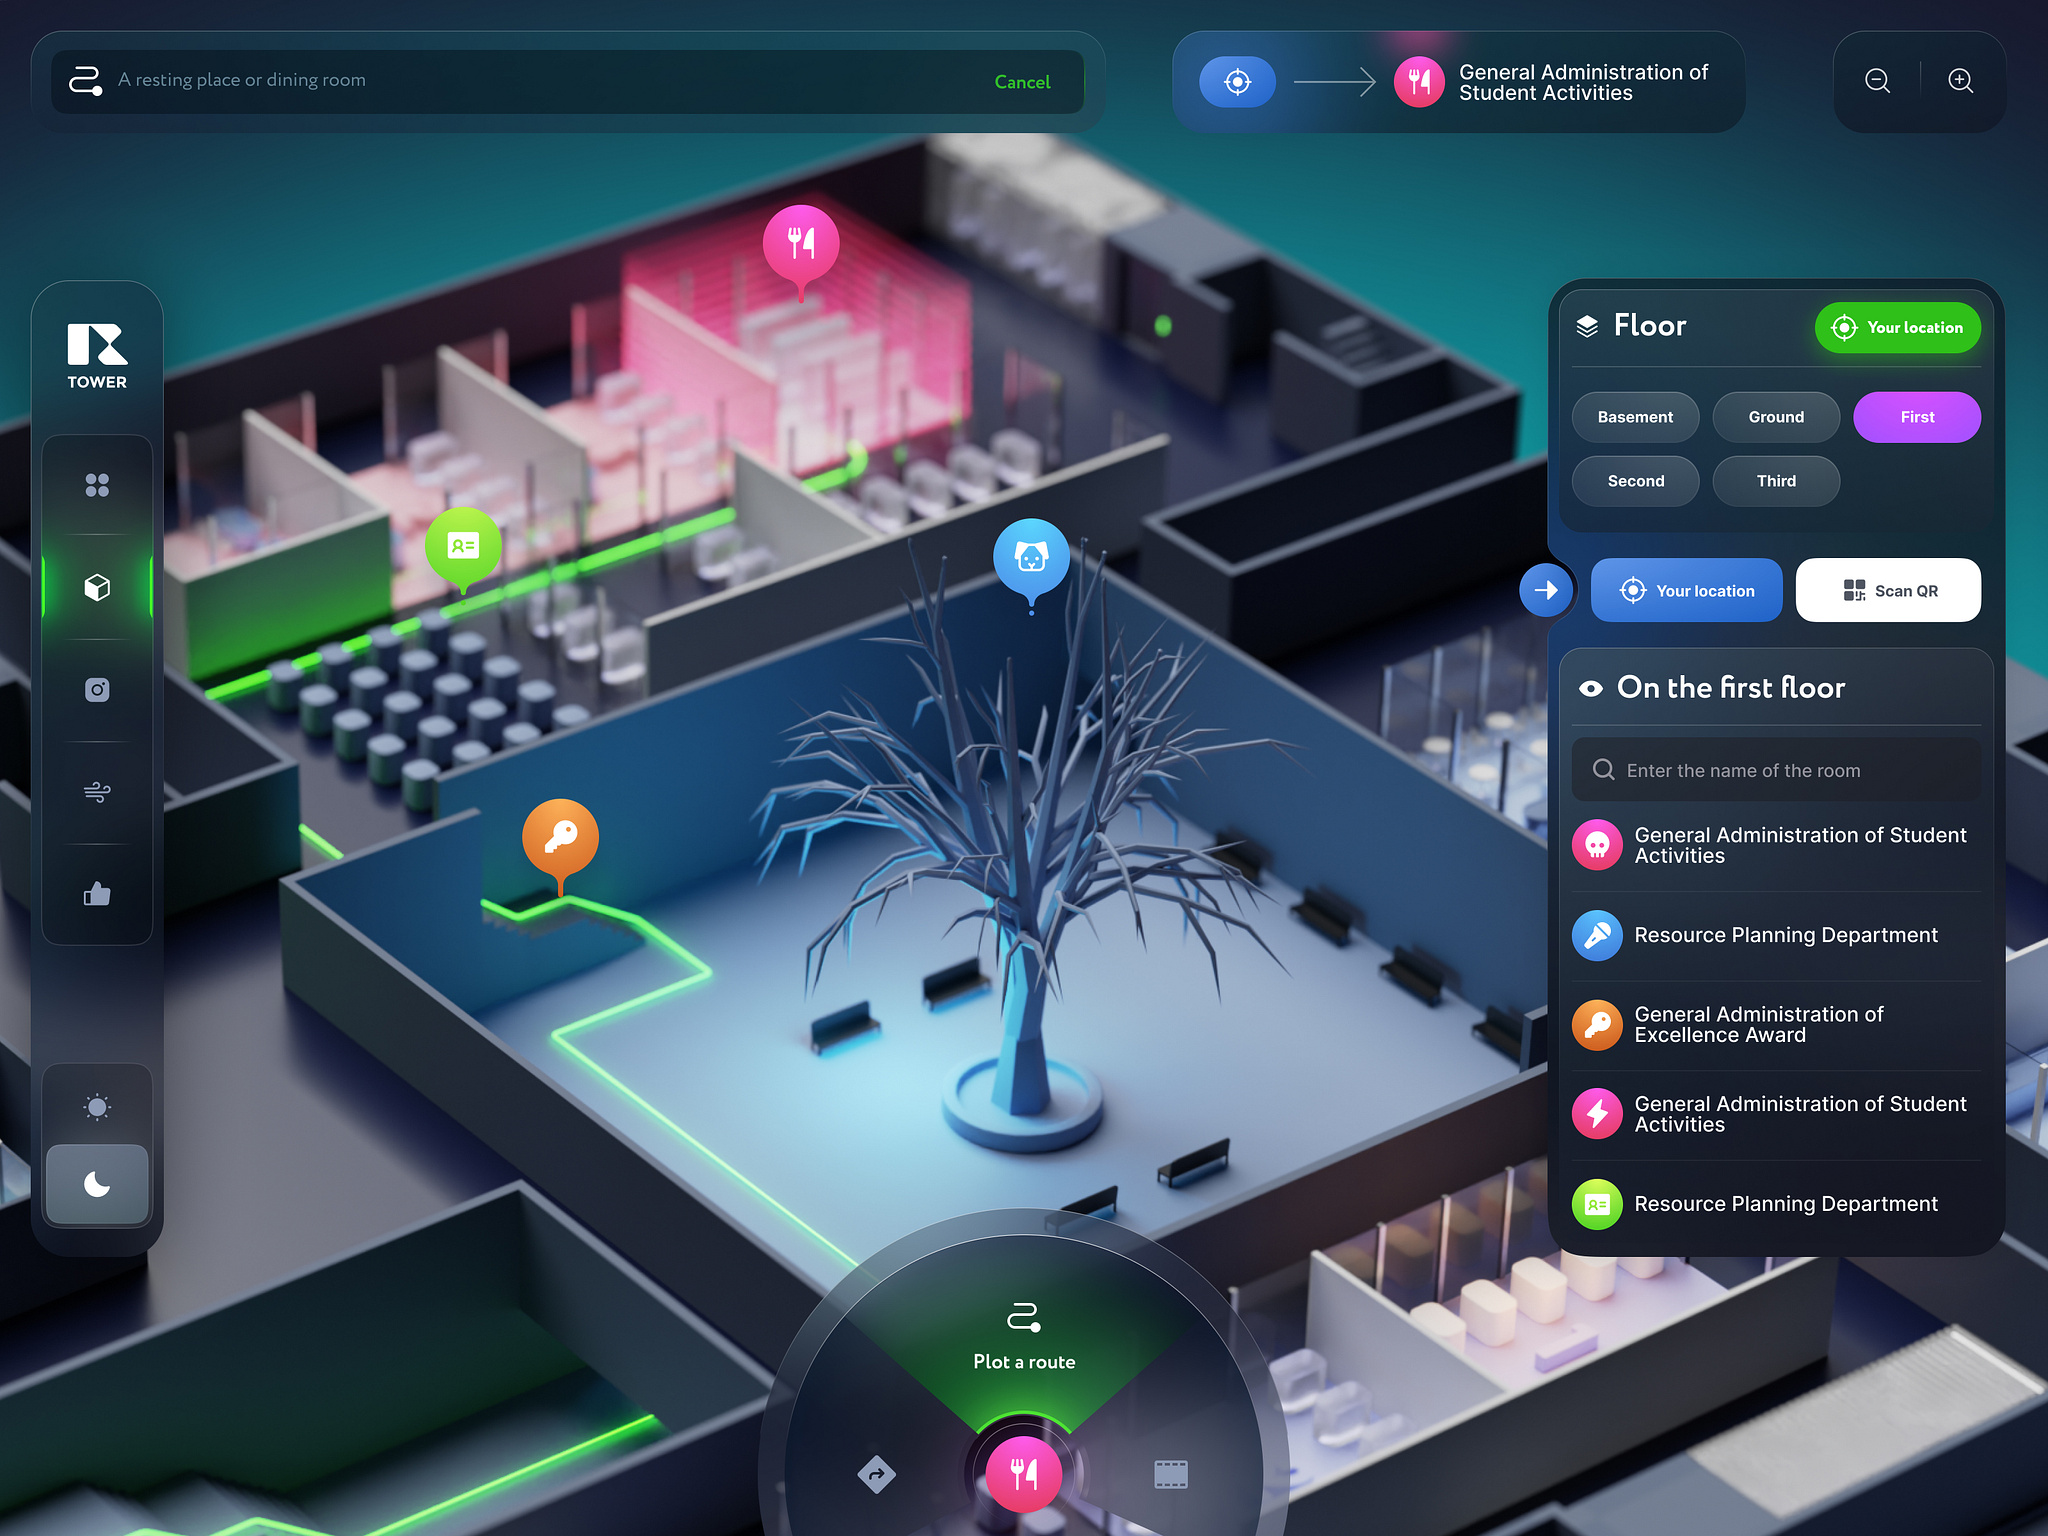 A resting place or dining room
Cancel
General Administration of
Student Activities
TOWER
Floor
Your location
Basement
Ground
First
Second
Third
Your location
Scan QR
On the first floor
Enter the name of the room
General Administration of Student
Activities
Resource Planning Department
General Administration of
Excellence Award
General Administration of Student
Activities
Resource Planning Department
Plot a route